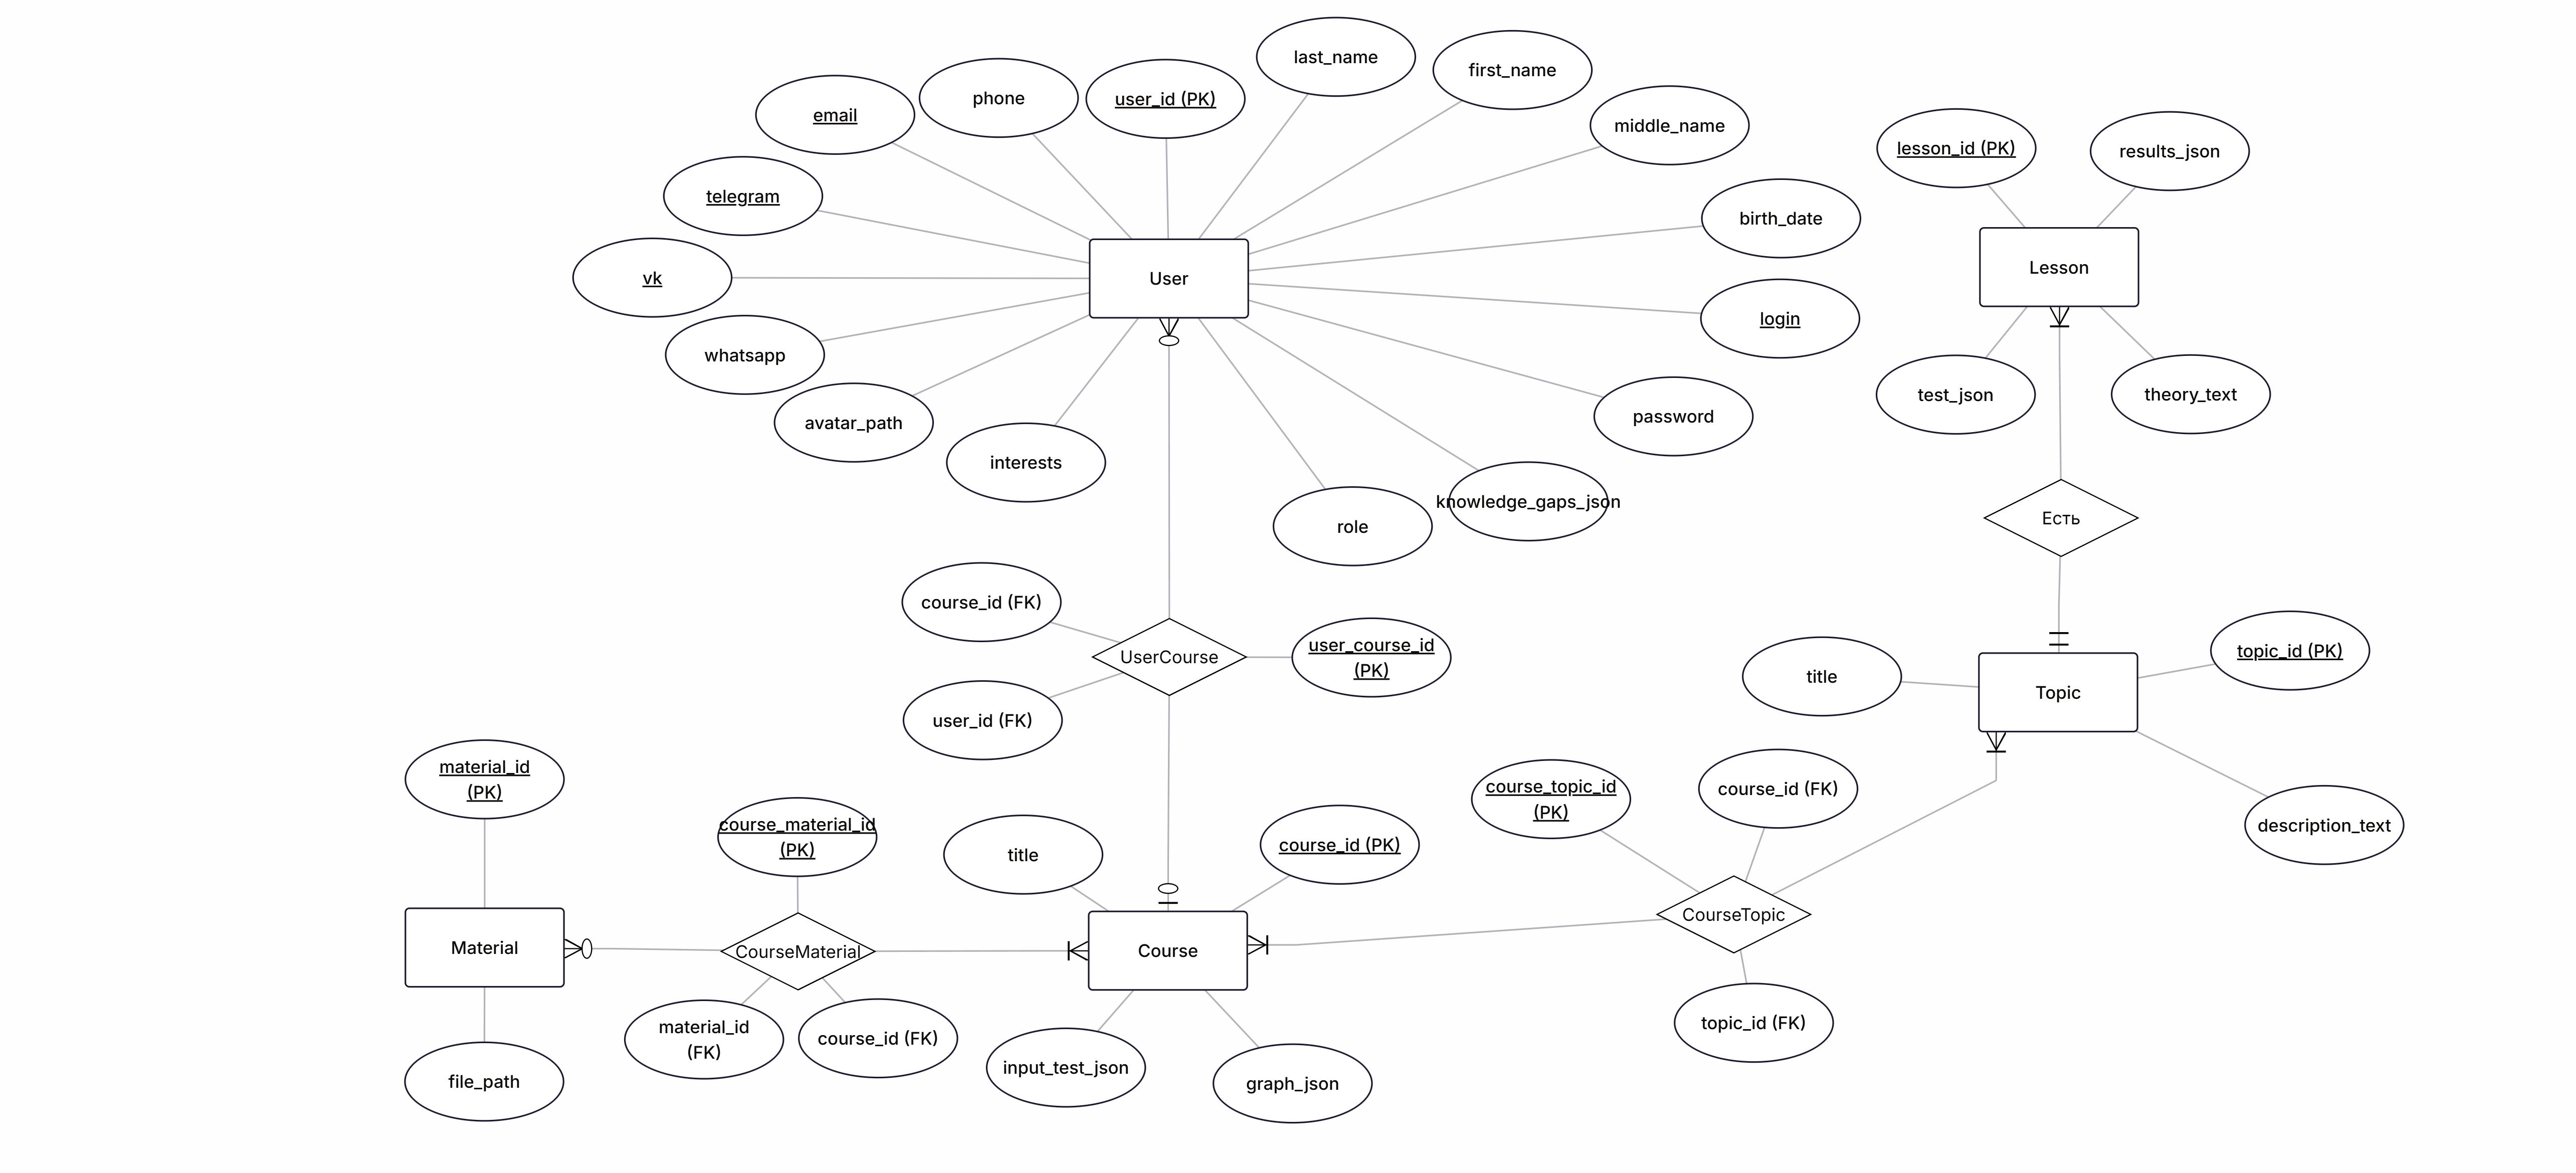 last_name
first_name
phone
user_id (PK)
email
middle_name
lesson_id (PK)
results_json
telegram
birth_date
User
Lesson
vk
login
whatsapp
test_json
theory_text
avatar_path
password
interests
knowledge_gaps_json
role
Есть
course_id (FK)
UserCourse
user_course_id
(PK)
user_id (FK)
title
Topic
topic_id (PK)
material_id
(PK)
course_material_id
(PK)
title
course_id (PK)
course_topic_id
(PK)
course_id (FK)
description_text
Material
CourseMaterial
Course
CourseTopic
material_id
(FK)
course_id (FK)
topic_id (FK)
file_path
input_test_json
graph_json